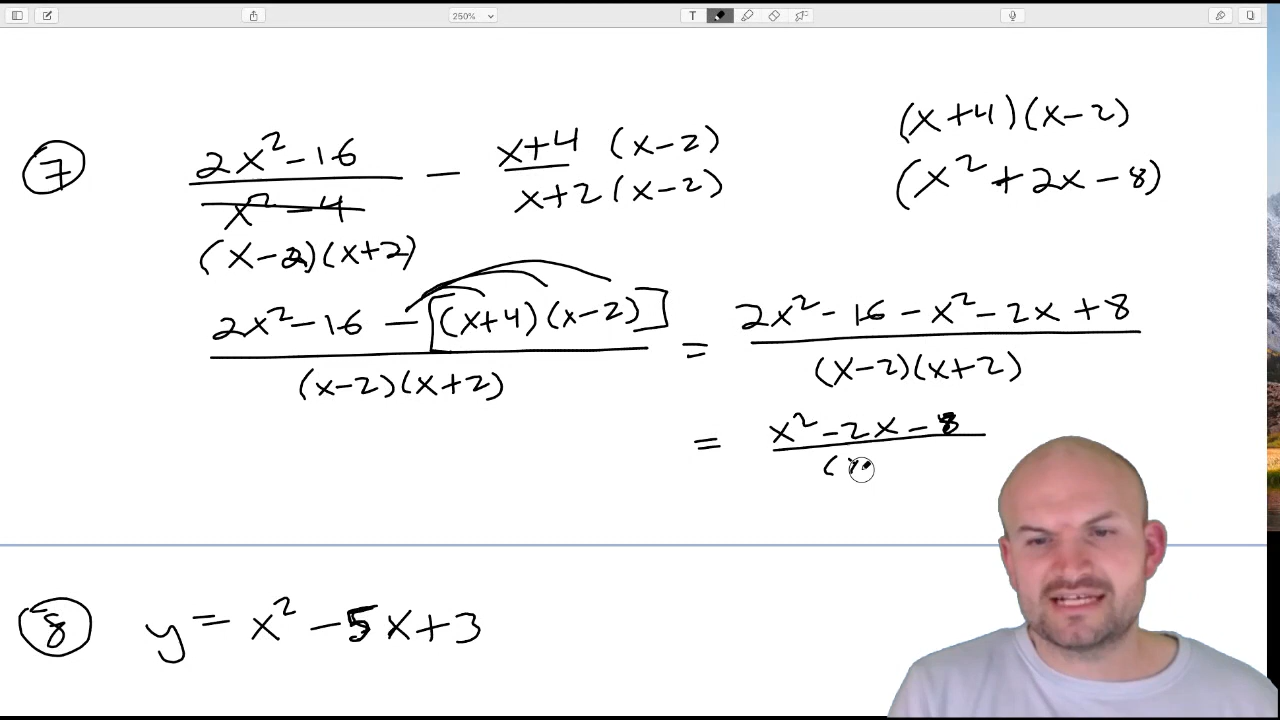 250%
T
(x+4)(x-2)
(x² + 2x - 8)
7
2x² - 16 / x² - 4 - x+4 (x-2) / x+2 (x-2)
(x-2)(x+2)
2x² - 16 - [(x+4)(x-2)] / (x-2)(x+2) = 2x² - 16 - x² - 2x + 8 / (x-2)(x+2)
= x² - 2x - 8 / (x
8
y = x² - 5x + 3